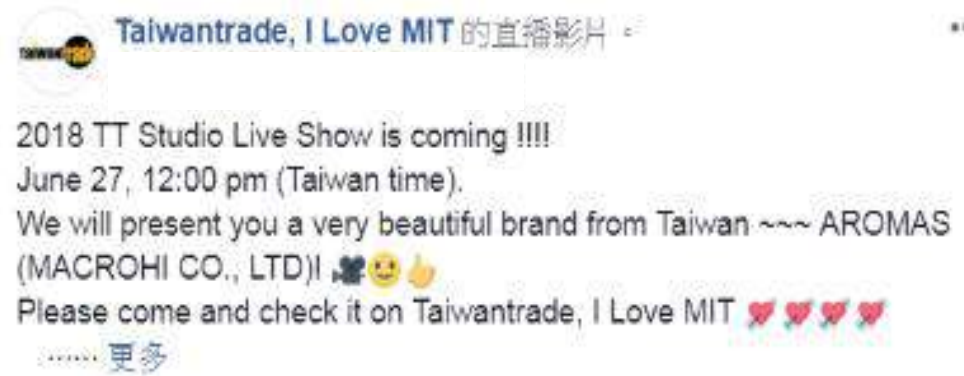 Taiwantrade, I Love MIT 的直播影片。
TAIWANtrade
2018 TT Studio Live Show is coming !!!!
June 27, 12:00 pm (Taiwan time).
We will present you a very beautiful brand from Taiwan ~~~ AROMAS
(MACROHI CO., LTD)! 🎥🙂👍
Please come and check it on Taiwantrade, I Love MIT 💘💘💘💘
...... 更多